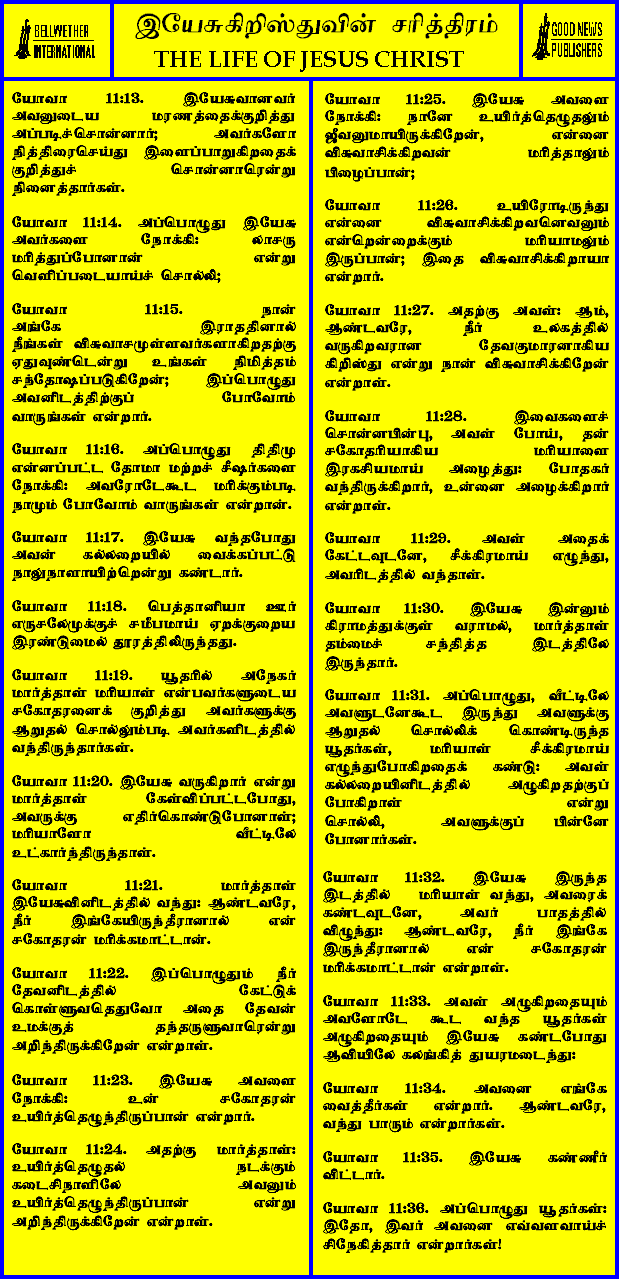 BELLWETHER
INTERNATIONAL
இயேசுகிறிஸ்துவின் சரித்திரம்
THE LIFE OF JESUS CHRIST
GOOD NEWS
PUBLISHERS
யோவா 11:13. இயேசுவானவர்
அவனுடைய மரணத்தைக்குறித்து
அப்படிச்சொன்னார்; அவர்களோ
நித்திரைசெய்து இளைப்பாறுகிறதைக்
குறித்துச் சொன்னாரென்று
நினைத்தார்கள்.
யோவா 11:14. அப்பொழுது இயேசு
அவர்களை நோக்கி: லாசரு
மரித்துப்போனான் என்று
வெளிப்படையாய்ச் சொல்லி;
யோவா 11:15. நான்
அங்கே இராததினால்
நீங்கள் விசுவாசமுள்ளவர்களாகிறதற்கு
ஏதுவுண்டென்று உங்கள் நிமித்தம்
சந்தோஷப்படுகிறேன்; இப்பொழுது
அவனிடத்திற்குப் போவோம்
வாருங்கள் என்றார்.
யோவா 11:16. அப்பொழுது திதிமு
என்னப்பட்ட தோமா மற்றச் சீஷர்களை
நோக்கி: அவரோடேகூட மரிக்கும்படி
நாமும் போவோம் வாருங்கள் என்றான்.
யோவா 11:17. இயேசு வந்தபோது
அவன் கல்லறையில் வைக்கப்பட்டு
நாலுநாளாயிற்றென்று கண்டார்.
யோவா 11:18. பெத்தானியா ஊர்
எருசலேமுக்குச் சமீபமாய் ஏறக்குறைய
இரண்டுமைல் தூரத்திலிருந்தது.
யோவா 11:19. யூதரில் அநேகர்
மார்த்தாள் மரியாள் என்பவர்களுடைய
சகோதரனைக் குறித்து அவர்களுக்கு
ஆறுதல் சொல்லும்படி அவர்களிடத்தில்
வந்திருந்தார்கள்.
யோவா 11:20. இயேசு வருகிறார் என்று
மார்த்தாள் கேள்விப்பட்டபோது,
அவருக்கு எதிர்கொண்டுபோனாள்;
மரியாளோ வீட்டிலே
உட்கார்ந்திருந்தாள்.
யோவா 11:21. மார்த்தாள்
இயேசுவினிடத்தில் வந்து: ஆண்டவரே,
நீர் இங்கேயிருந்தீரானால் என்
சகோதரன் மரிக்கமாட்டான்.
யோவா 11:22. இப்பொழுதும் நீர்
தேவனிடத்தில் கேட்டுக்
கொள்ளுவதெதுவோ அதை தேவன்
உமக்குத் தந்தருளுவாரென்று
அறிந்திருக்கிறேன் என்றாள்.
யோவா 11:23. இயேசு அவளை
நோக்கி: உன் சகோதரன்
உயிர்த்தெழுந்திருப்பான் என்றார்.
யோவா 11:24. அதற்கு மார்த்தாள்:
உயிர்த்தெழுதல் நடக்கும்
கடைசிநாளிலே அவனும்
உயிர்த்தெழுந்திருப்பான் என்று
அறிந்திருக்கிறேன் என்றாள்.
யோவா 11:25. இயேசு அவளை
நோக்கி: நானே உயிர்த்தெழுதலும்
ஜீவனுமாயிருக்கிறேன், என்னை
விசுவாசிக்கிறவன் மரித்தாலும்
பிழைப்பான்;
யோவா 11:26. உயிரோடிருந்து
என்னை விசுவாசிக்கிறவனெவனும்
என்றென்றைக்கும் மரியாமலும்
இருப்பான்; இதை விசுவாசிக்கிறாயா
என்றார்.
யோவா 11:27. அதற்கு அவள்: ஆம்,
ஆண்டவரே, நீர் உலகத்தில்
வருகிறவரான தேவகுமாரனாகிய
கிறிஸ்து என்று நான் விசுவாசிக்கிறேன்
என்றாள்.
யோவா 11:28. இவைகளைச்
சொன்னபின்பு, அவள் போய், தன்
சகோதரியாகிய மரியாளை
இரகசியமாய் அழைத்து: போதகர்
வந்திருக்கிறார், உன்னை அழைக்கிறார்
என்றாள்.
யோவா 11:29. அவள் அதைக்
கேட்டவுடனே, சீக்கிரமாய் எழுந்து,
அவரிடத்தில் வந்தாள்.
யோவா 11:30. இயேசு இன்னும்
கிராமத்துக்குள் வராமல், மார்த்தாள்
தம்மைச் சந்தித்த இடத்திலே
இருந்தார்.
யோவா 11:31. அப்பொழுது, வீட்டிலே
அவளுடனேகூட இருந்து அவளுக்கு
ஆறுதல் சொல்லிக் கொண்டிருந்த
யூதர்கள், மரியாள் சீக்கிரமாய்
எழுந்துபோகிறதைக் கண்டு: அவள்
கல்லறையினிடத்தில் அழுகிறதற்குப்
போகிறாள் என்று
சொல்லி, அவளுக்குப் பின்னே
போனார்கள்.
யோவா 11:32. இயேசு இருந்த
இடத்தில் மரியாள் வந்து, அவரைக்
கண்டவுடனே, அவர் பாதத்தில்
விழுந்து: ஆண்டவரே, நீர் இங்கே
இருந்தீரானால் என் சகோதரன்
மரிக்கமாட்டான் என்றாள்.
யோவா 11:33. அவள் அழுகிறதையும்
அவளோடே கூட வந்த யூதர்கள்
அழுகிறதையும் இயேசு கண்டபோது
ஆவியிலே கலங்கித் துயரமடைந்து:
யோவா 11:34. அவனை எங்கே
வைத்தீர்கள் என்றார். ஆண்டவரே,
வந்து பாரும் என்றார்கள்.
யோவா 11:35. இயேசு கண்ணீர்
விட்டார்.
யோவா 11:36. அப்பொழுது யூதர்கள்:
இதோ, இவர் அவனை எவ்வளவாய்ச்
சிநேகித்தார் என்றார்கள்!